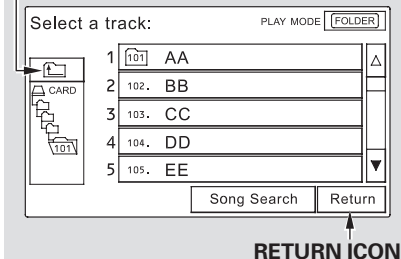 Select a track: PLAY MODE FOLDER
1 101 AA
CARD
2 102. BB
3 103. CC
4 104. DD
101
5 105. EE
Song Search Return
RETURN ICON